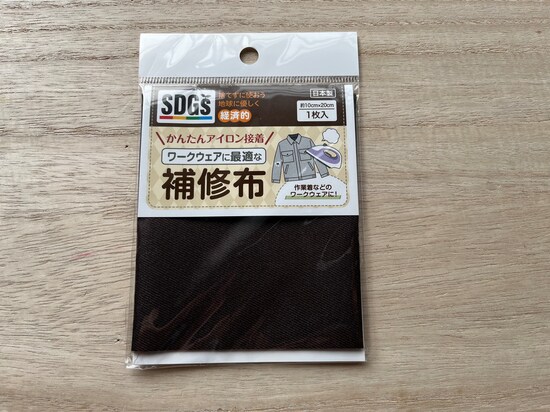 SDGs
捨てずに使おう
地球に優しく
経済的
日本製
約10cm×20cm
1枚入
かんたんアイロン接着
ワークウェアに最適な
補修布
作業着などの
ワークウェアに!